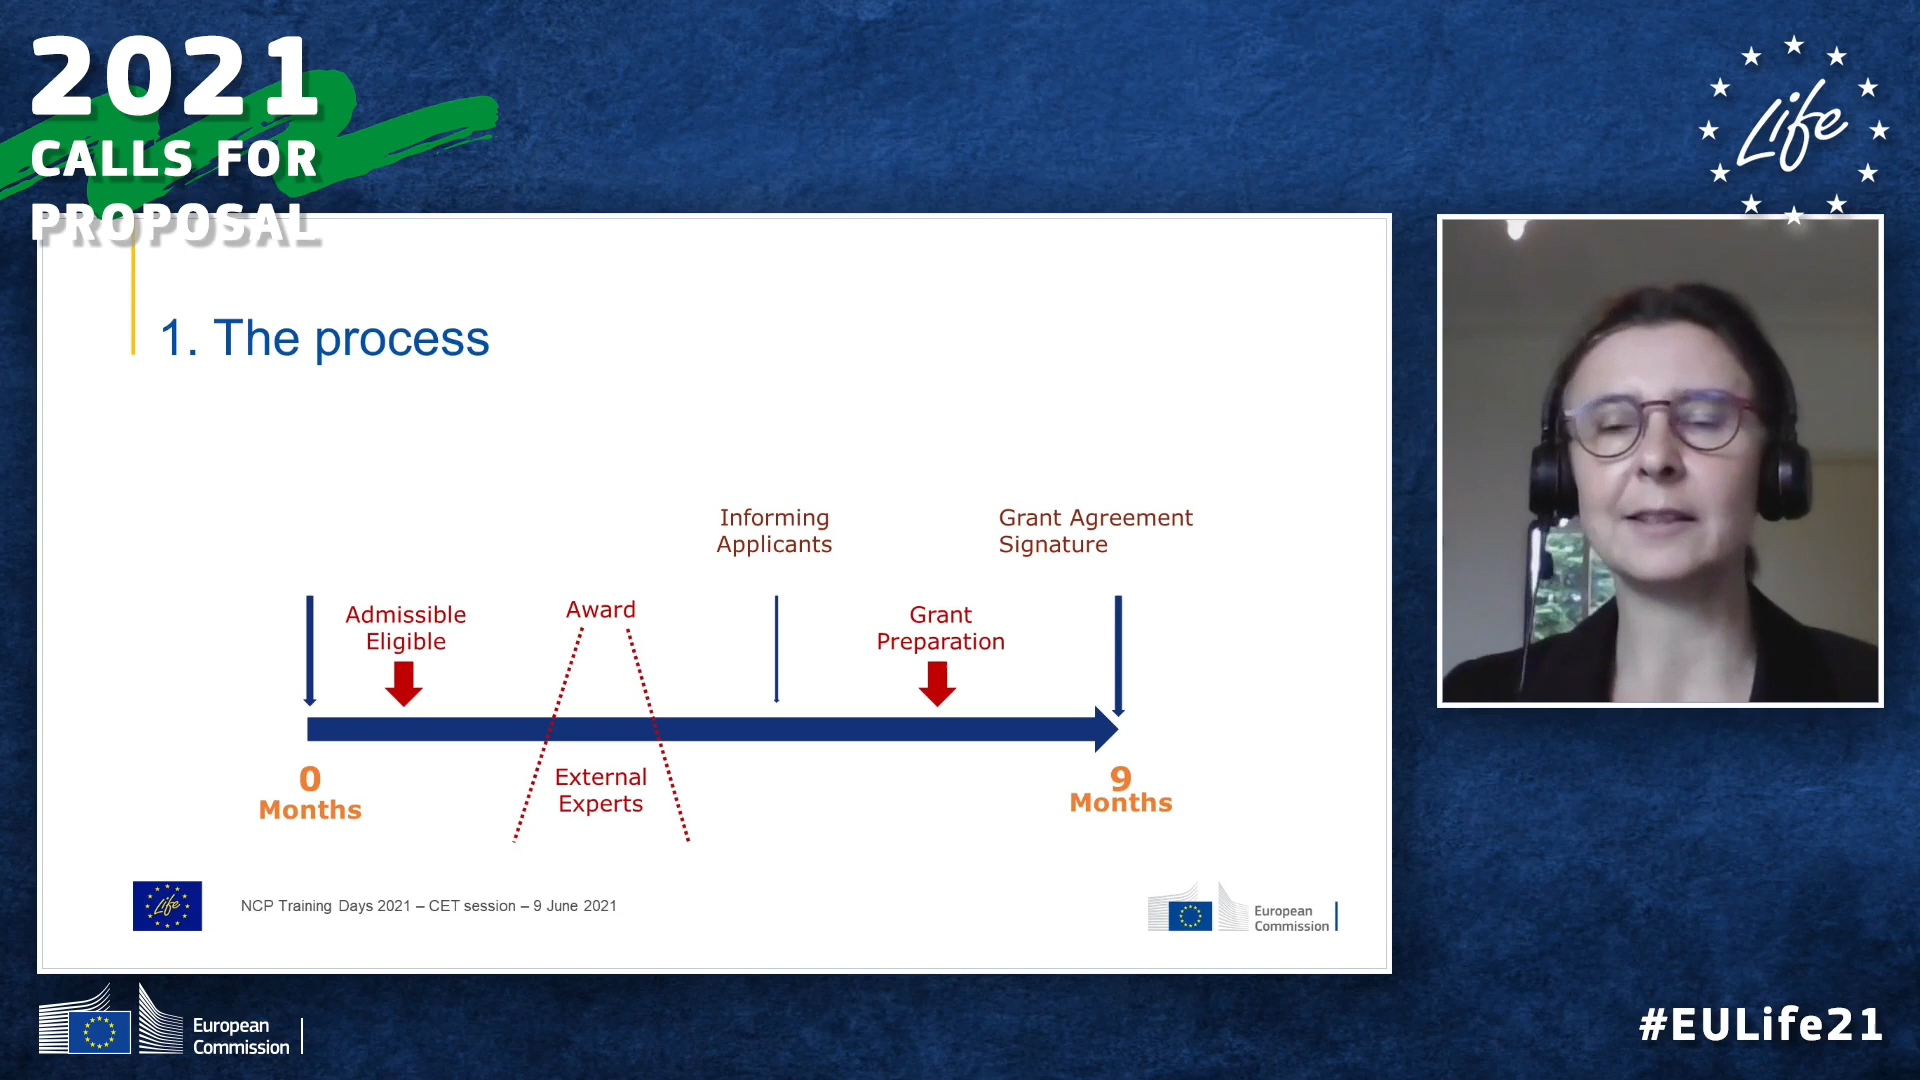 2021
CALLS FOR
PROPOSAL
Life
1. The process
Informing
Applicants
Grant Agreement
Signature
Admissible
Eligible
Award
Grant
Preparation
External
Experts
0
Months
9
Months
Life
NCP Training Days 2021 – CET session – 9 June 2021
European
Commission
European
Commission
#EULife21